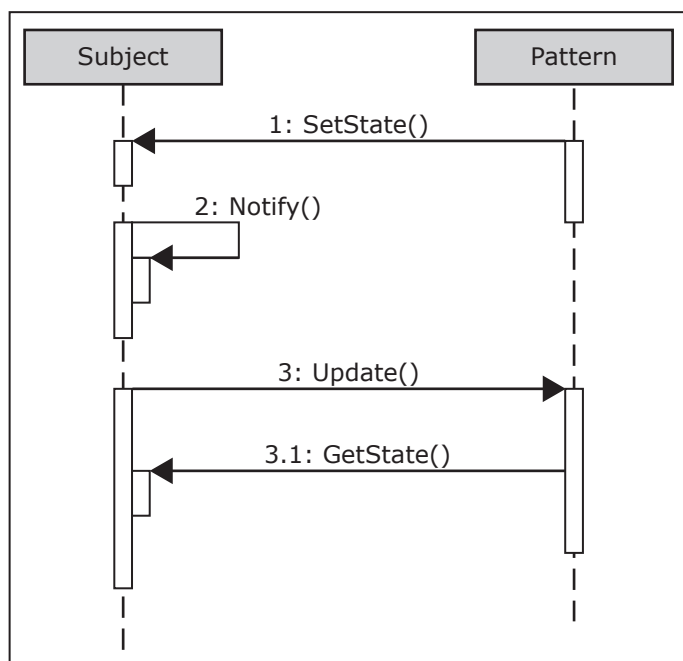 Subject
Pattern
1: SetState()
2: Notify()
3: Update()
3.1: GetState()